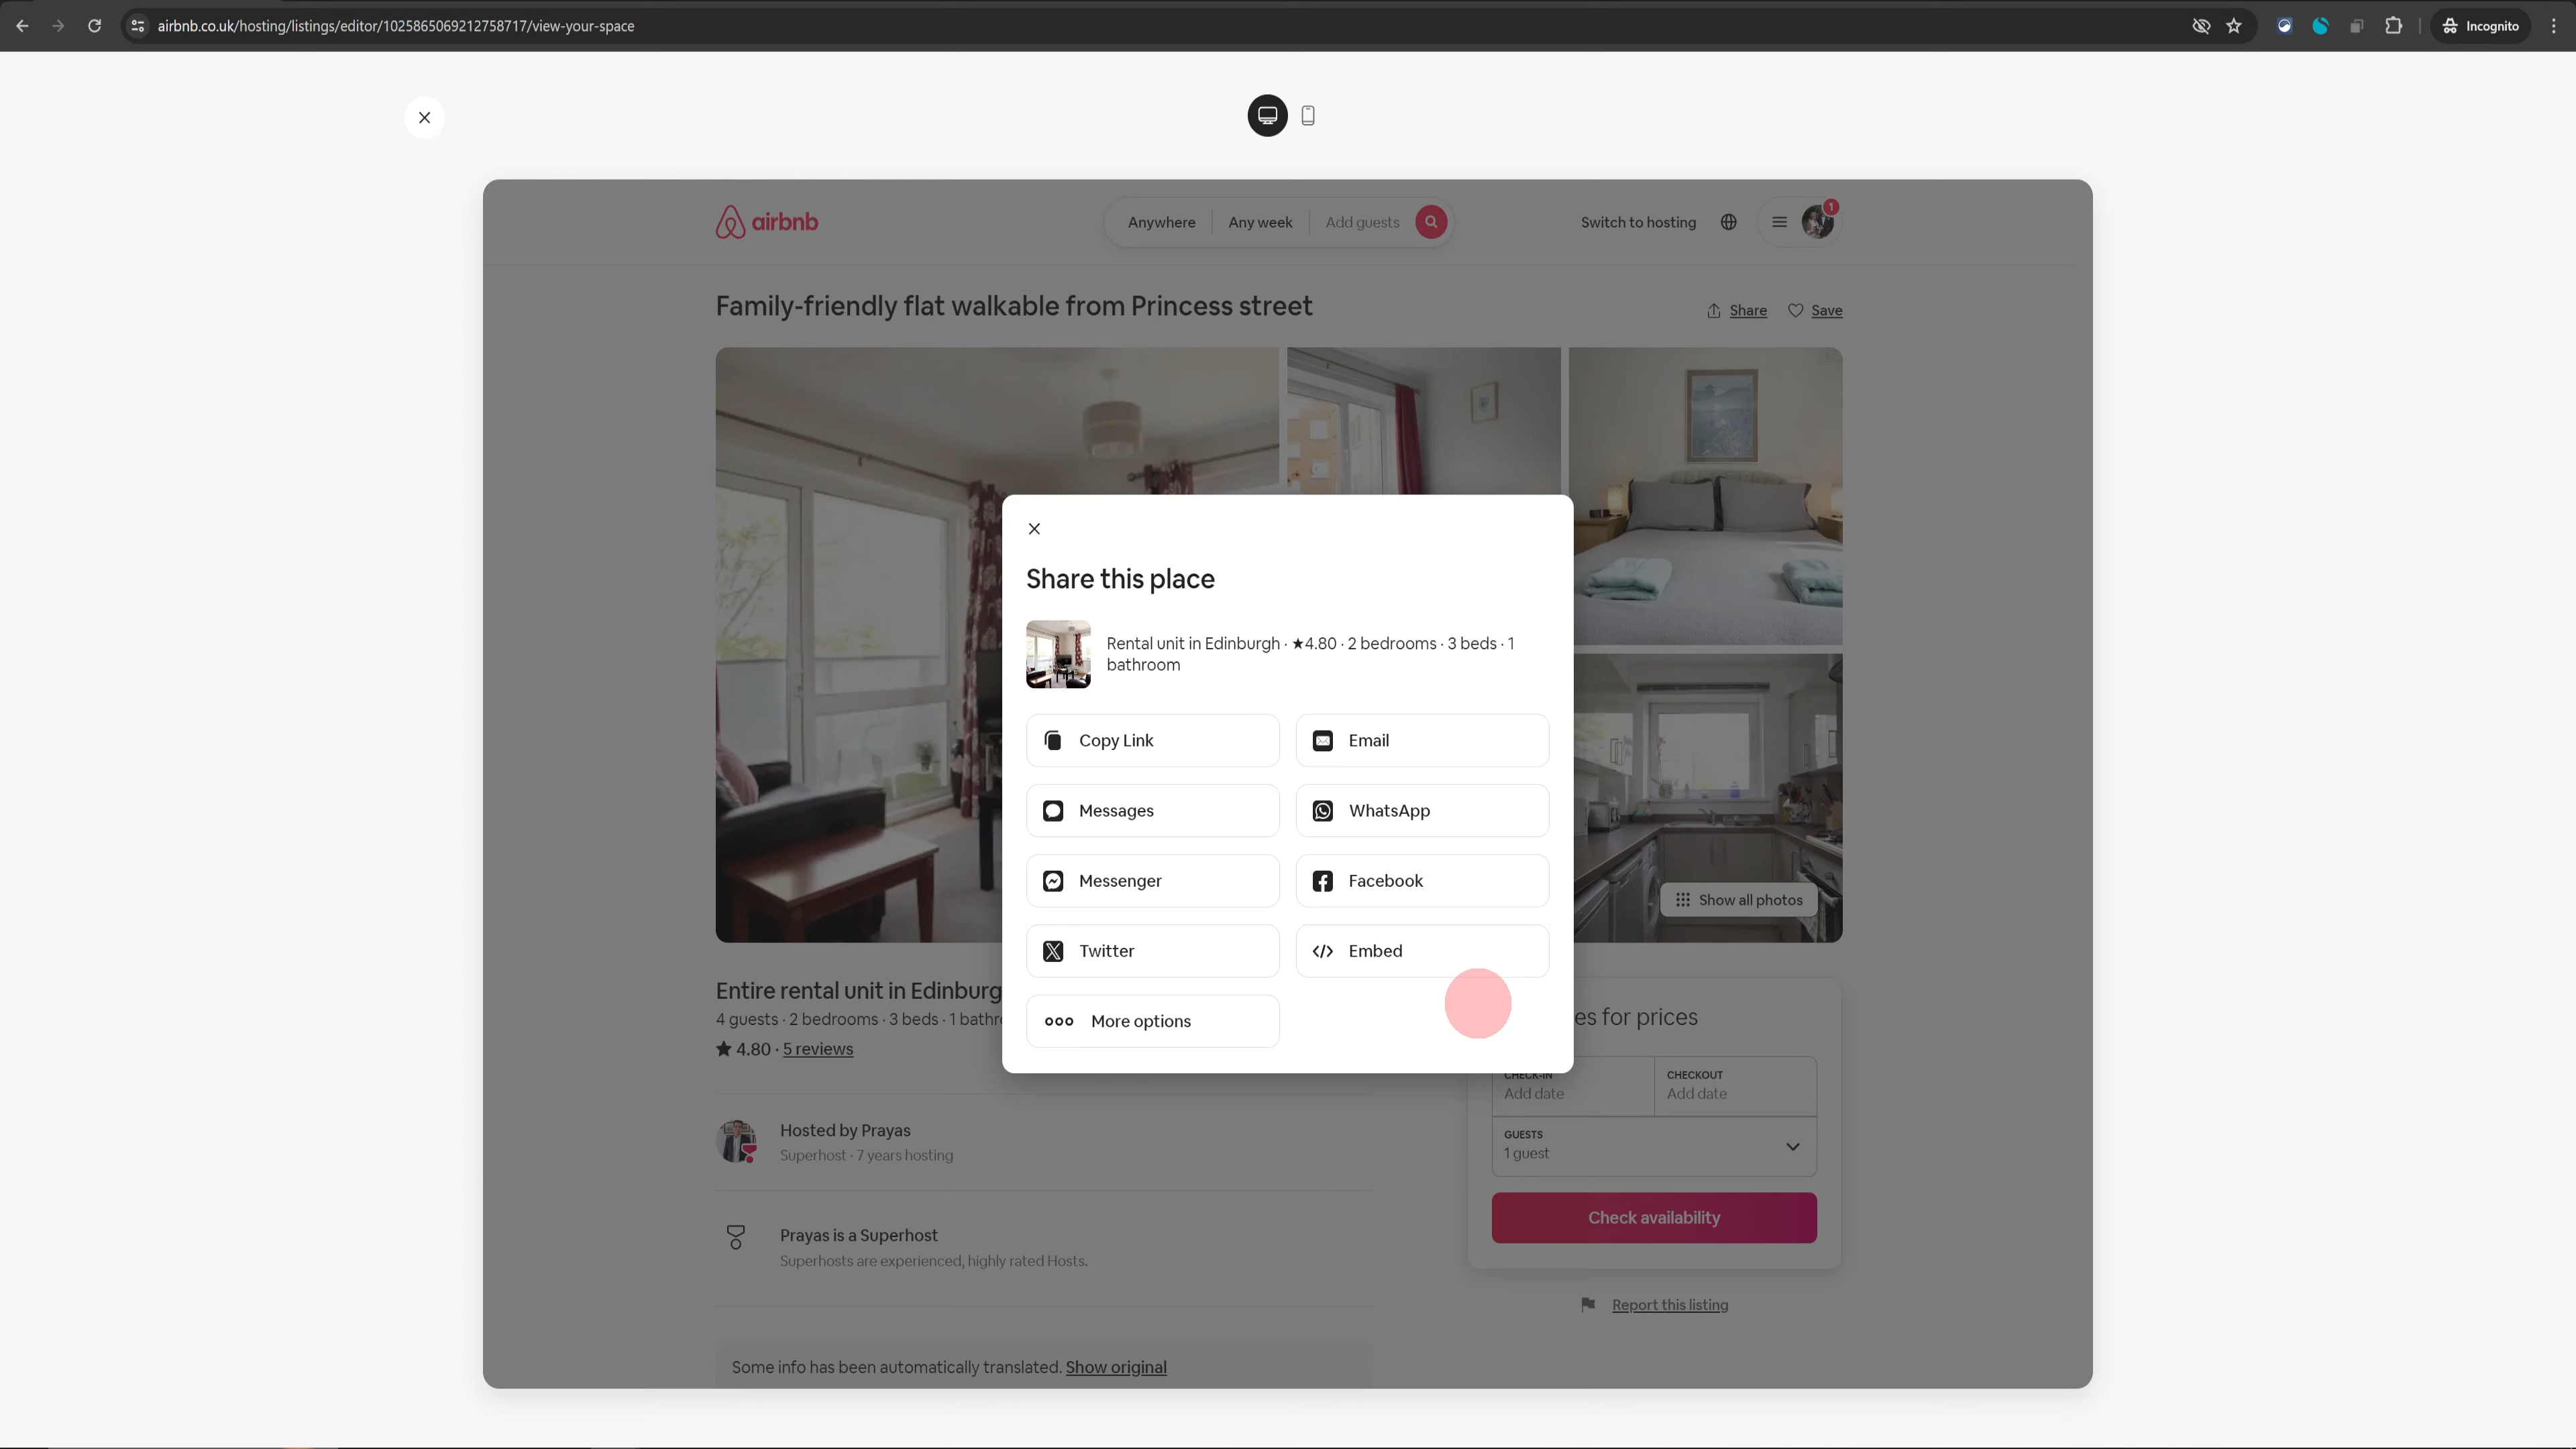 airbnb.co.uk/hosting/listings/editor/1025865069212758717/view-your-space
Incognito
airbnb
Anywhere
Any week
Add guests
Switch to hosting
1
Family-friendly flat walkable from Princess street
Share
Save
Share this place
Rental unit in Edinburgh · ★4.80 · 2 bedrooms · 3 beds · 1
bathroom
Copy Link
Email
Messages
WhatsApp
Messenger
Facebook
Show all photos
Twitter
Embed
More options
Entire rental unit in Edinburg
4 guests · 2 bedrooms · 3 beds · 1 bathr
★ 4.80 · 5 reviews
es for prices
CHECK-IN
Add date
CHECKOUT
Add date
GUESTS
1 guest
Hosted by Prayas
Superhost · 7 years hosting
Check availability
Prayas is a Superhost
Superhosts are experienced, highly rated Hosts.
Report this listing
Some info has been automatically translated. Show original